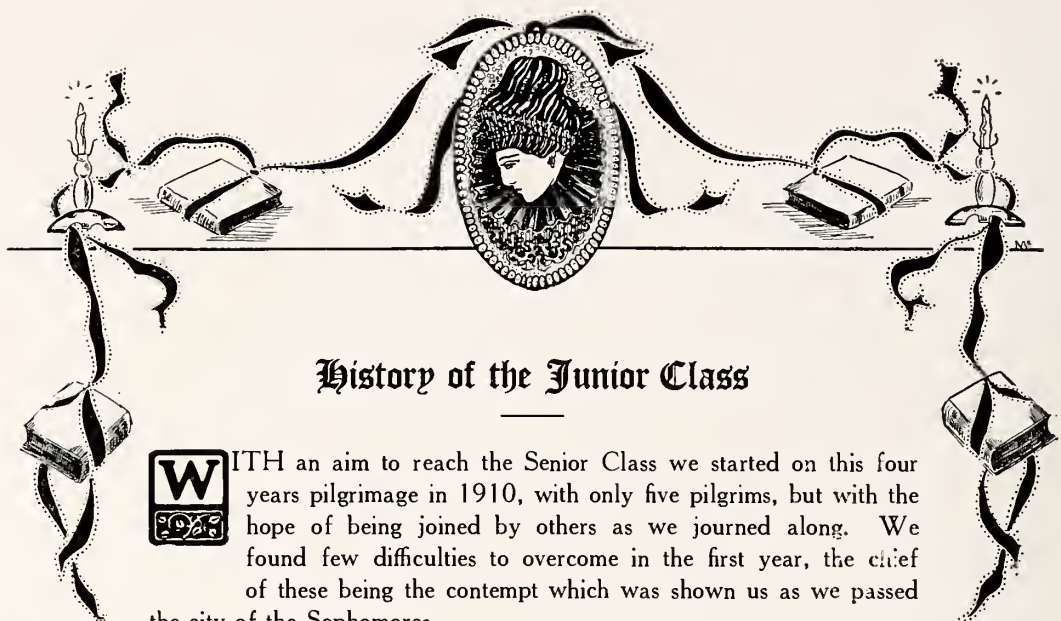 History of the Junior Class
WITH an aim to reach the Senior Class we started on this four
years pilgrimage in 1910, with only five pilgrims, but with the
hope of being joined by others as we journed along. We
found few difficulties to overcome in the first year, the chief
of these being the contempt which was shown us as we passed
the city of the Sophomores